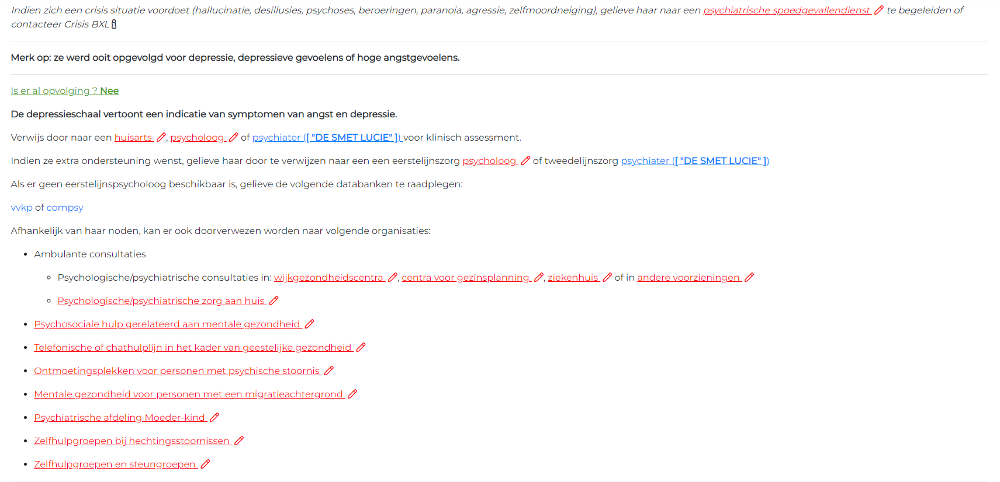 Indien zich een crisis situatie voordoet (hallucinatie, desillusies, psychoses, beroeringen, paranoia, agressie, zelfmoordneiging), gelieve haar naar een psychiatrische spoedgevallendienst te begeleiden of
contacteer Crisis BXL
Merk op: ze werd ooit opgevolgd voor depressie, depressieve gevoelens of hoge angstgevoelens.
Is er al opvolging ? Nee
De depressieschaal vertoont een indicatie van symptomen van angst en depressie.
Verwijs door naar een huisarts , psycholoog of psychiater ([ "DE SMET LUCIE" ]) voor klinisch assessment.
Indien ze extra ondersteuning wenst, gelieve haar door te verwijzen naar een een eerstelijnszorg psycholoog of tweedelijnszorg psychiater ([ "DE SMET LUCIE" ])
Als er geen eerstelijnspsycholoog beschikbaar is, gelieve de volgende databanken te raadplegen:
vvkp of compsy
Afhankelijk van haar noden, kan er ook doorverwezen worden naar volgende organisaties:
• Ambulante consultaties
◦ Psychologische/psychiatrische consultaties in: wijkgezondheidscentra , centra voor gezinsplanning , ziekenhuis of in andere voorzieningen
◦ Psychologische/psychiatrische zorg aan huis
• Psychosociale hulp gerelateerd aan mentale gezondheid
• Telefonische of chathulplijn in het kader van geestelijke gezondheid
• Ontmoetingsplekken voor personen met psychische stoornis
• Mentale gezondheid voor personen met een migratieachtergrond
• Psychiatrische afdeling Moeder-kind
• Zelfhulpgroepen bij hechtingsstoornissen
• Zelfhulpgroepen en steungroepen